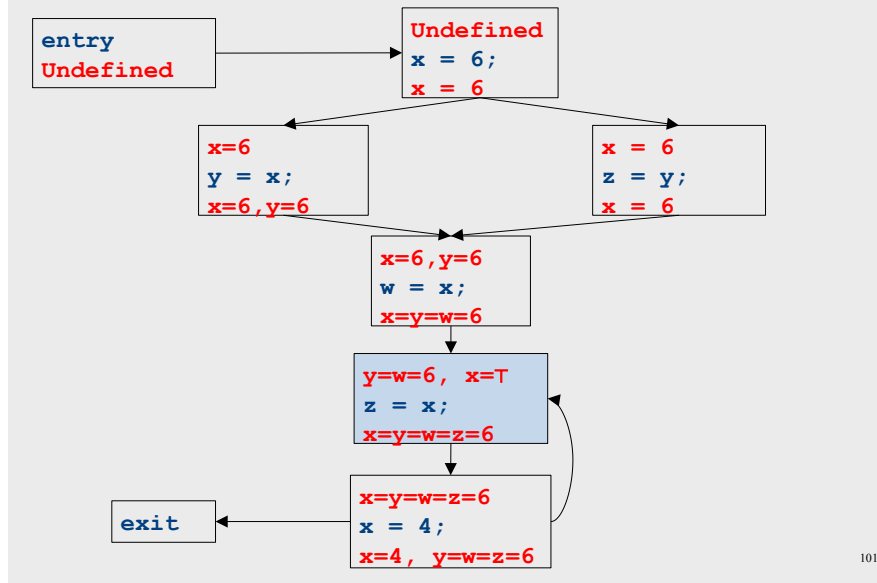 entry
Undefined
Undefined
x = 6;
x = 6
x=6
y = x;
x=6,y=6
x = 6
z = y;
x = 6
x=6,y=6
w = x;
x=y=w=6
y=w=6, x=⊤
z = x;
x=y=w=z=6
x=y=w=z=6
x = 4;
x=4, y=w=z=6
exit
101